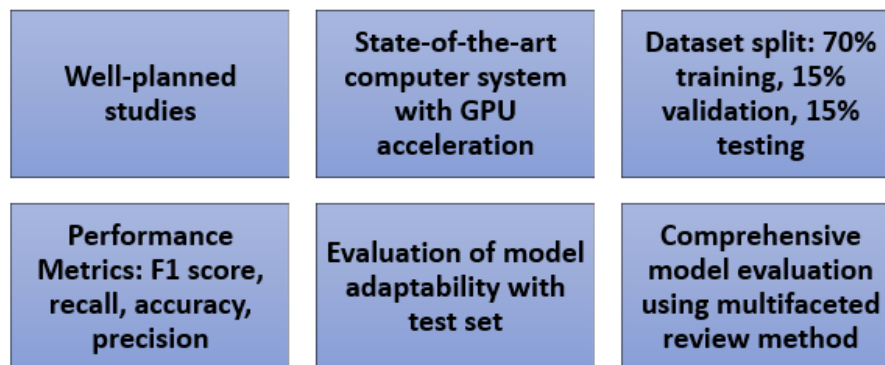 Well-planned
studies
State-of-the-art
computer system
with GPU
acceleration
Dataset split: 70%
training, 15%
validation, 15%
testing
Performance
Metrics: F1 score,
recall, accuracy,
precision
Evaluation of model
adaptability with
test set
Comprehensive
model evaluation
using multifaceted
review method